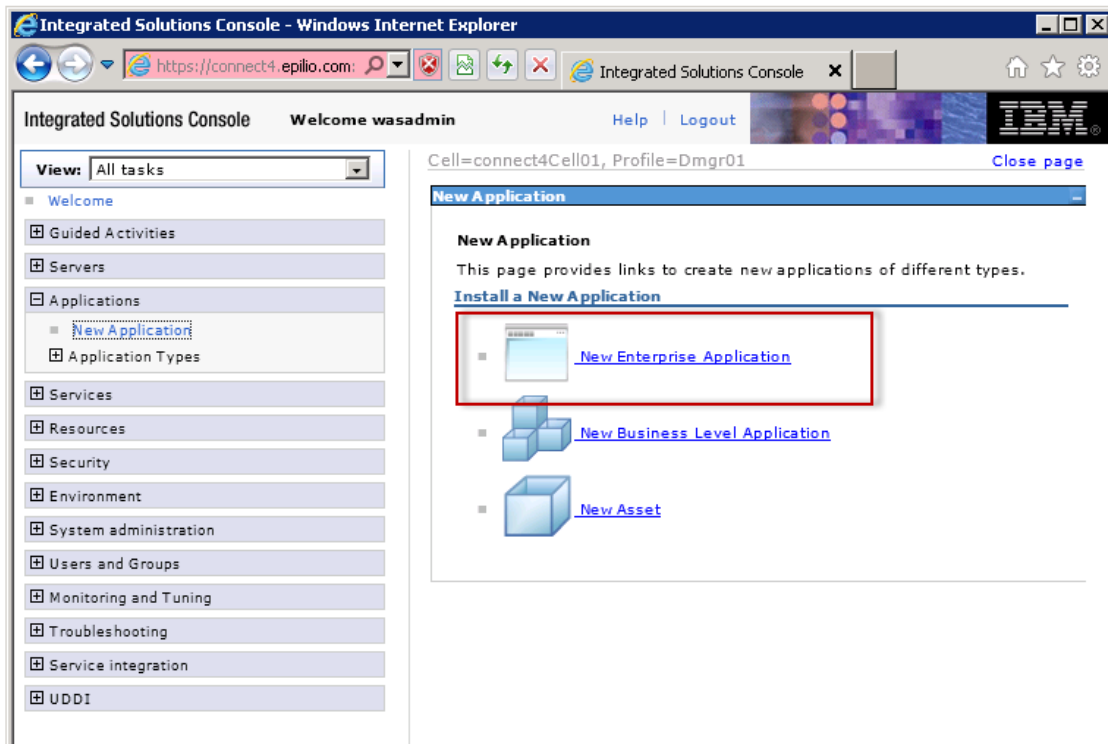 Integrated Solutions Console - Windows Internet Explorer
https://connect4.epilio.com:
Integrated Solutions Console
Integrated Solutions Console Welcome wasadmin Help Logout IBM®
View: All tasks
Cell=connect4Cell01, Profile=Dmgr01 Close page
Welcome
Guided Activities
Servers
Applications
New Application
Application Types
Services
Resources
Security
Environment
System administration
Users and Groups
Monitoring and Tuning
Troubleshooting
Service integration
UDDI
New Application
New Application
This page provides links to create new applications of different types.
Install a New Application
New Enterprise Application
New Business Level Application
New Asset